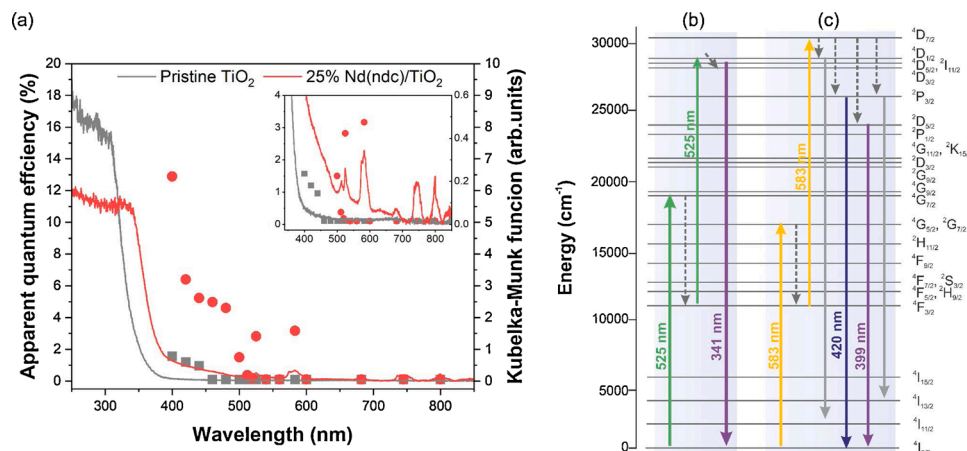 (a)
Pristine TiO2
25% Nd(ndc)/TiO2
Apparent quantum effciency (%)
20
18
16
14
12
10
8
6
4
2
0
Kubelka-Munk funcion (arb.units)
10
9
8
7
6
5
4
3
2
1
0
300
400
500
600
700
800
Wavelength (nm)
4
3
2
1
0
0.6
0.4
0.2
0.0
400
500
600
700
800
(b)
(c)
Energy (cm-1)
30000
25000
20000
15000
10000
5000
0
525 nm
525 nm
341 nm
583 nm
583 nm
420 nm
399 nm
4D7/2
4D1/2
4D5/2, 2I11/2
4D3/2
2P3/2
2D5/2
2P1/2
4G11/2, 2K15/
2D3/2
2G9/2
4G9/2
4G7/2
4G5/2, 2G7/2
2H11/2
4F9/2
4F7/2, 2S3/2
4F5/2, 2H9/2
4F3/2
4I15/2
4I13/2
4I11/2